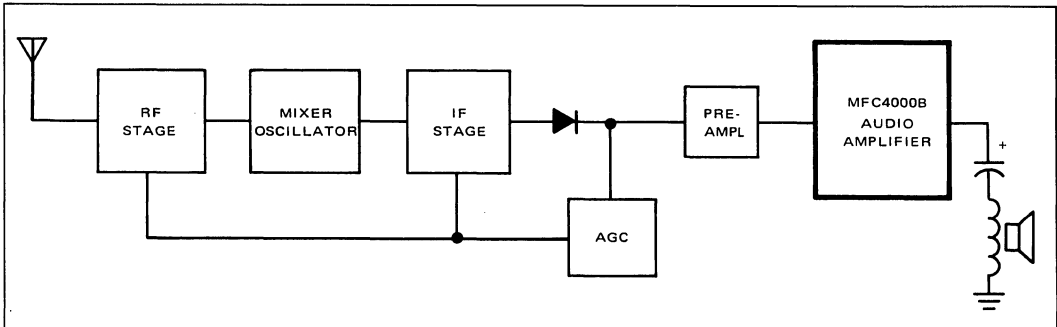 RF
STAGE
MIXER
OSCILLATOR
IF
STAGE
PRE-
AMPL
MFC4000B
AUDIO
AMPLIFIER
+
AGC